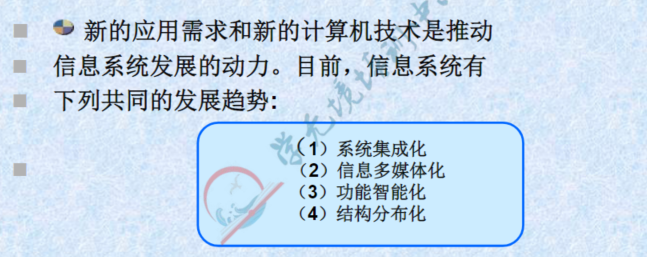 新的应用需求和新的计算机技术是推动
信息系统发展的动力。目前，信息系统有
下列共同的发展趋势:
（1）系统集成化
（2）信息多媒体化
（3）功能智能化
（4）结构分布化